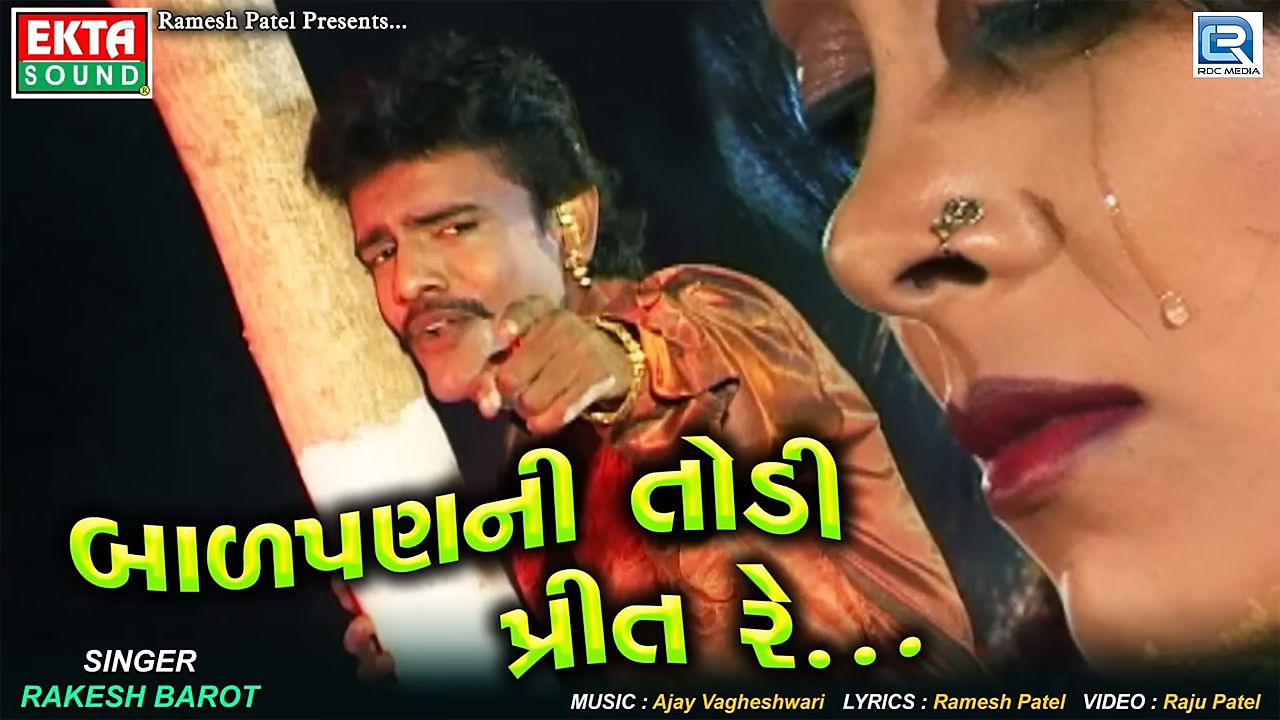 EKTA
SOUND
Ramesh Patel Presents...
RDC MEDIA
બાળપણની તોડી
પ્રીત રે...
SINGER
RAKESH BAROT
MUSIC : Ajay Vagheshwari LYRICS : Ramesh Patel VIDEO : Raju Patel